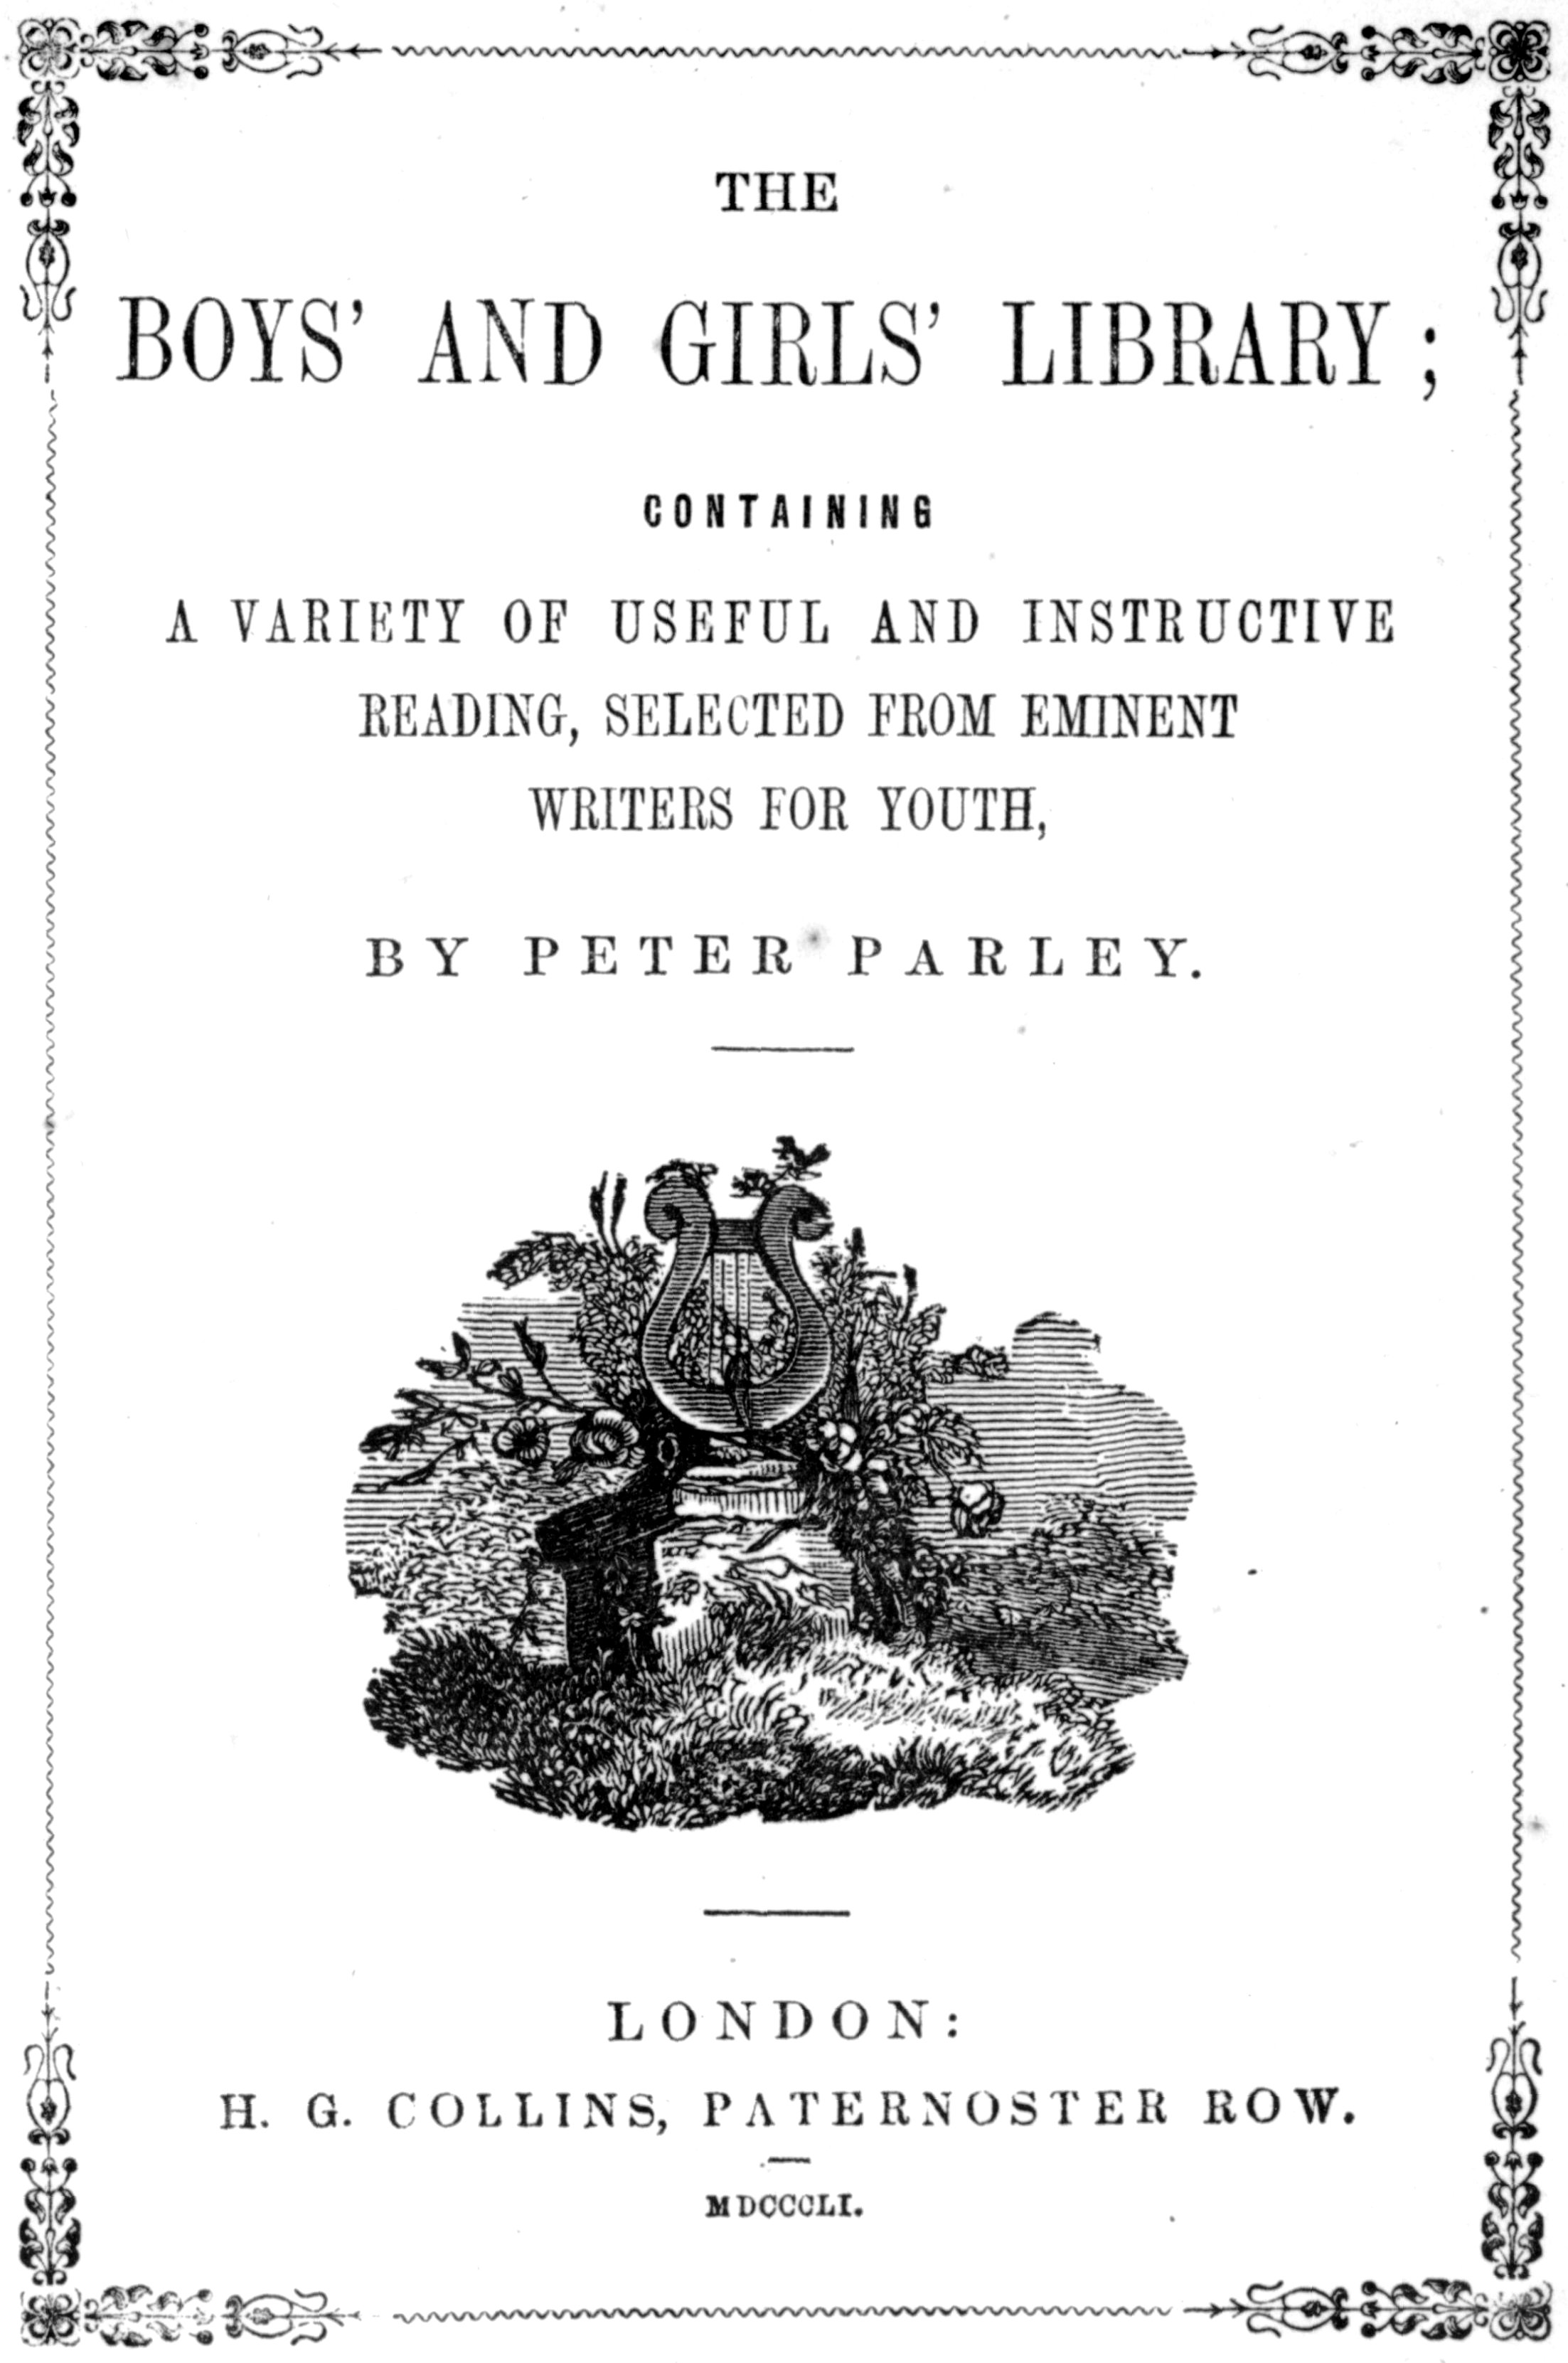 THE
BOYS' AND GIRLS' LIBRARY;
CONTAINING
A VARIETY OF USEFUL AND INSTRUCTIVE
READING, SELECTED FROM EMINENT
WRITERS FOR YOUTH,
BY PETER PARLEY.
LONDON:
H. G. COLLINS, PATERNOSTER ROW.
MDCCCLI.